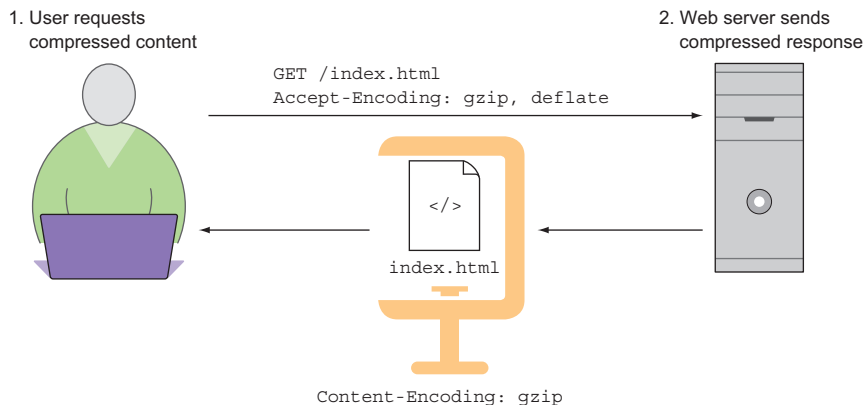 1. User requests
compressed content
2. Web server sends
compressed response
GET /index.html
Accept-Encoding: gzip, deflate
</>
index.html
Content-Encoding: gzip